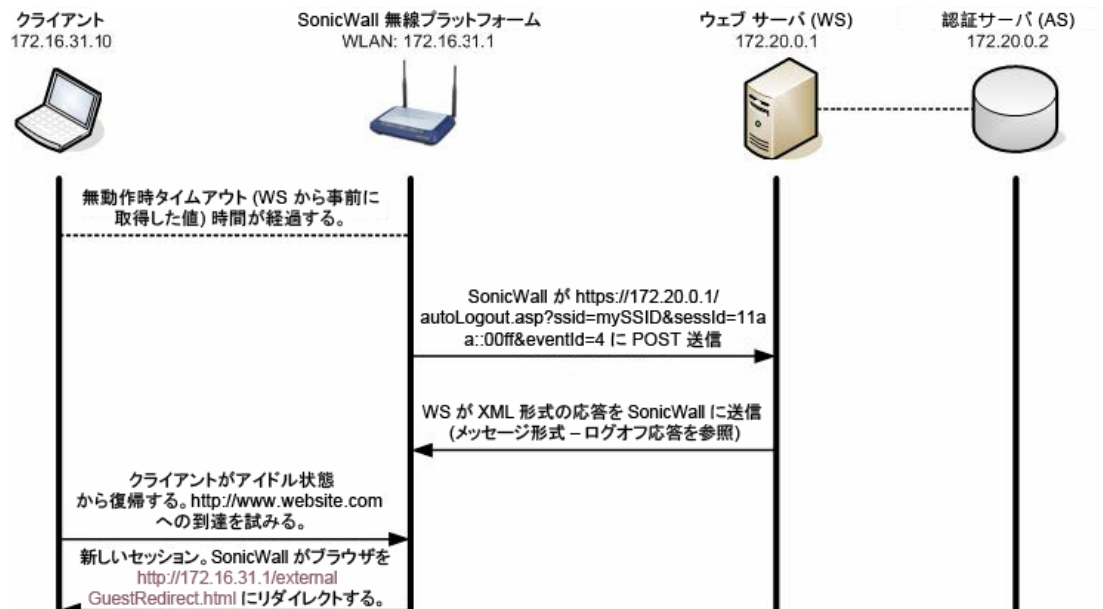 クライアント
172.16.31.10
SonicWall 無線プラットフォーム
WLAN: 172.16.31.1
ウェブ サーバ (WS)
172.20.0.1
認証サーバ (AS)
172.20.0.2
無動作時タイムアウト (WS から事前に
取得した値) 時間が経過する。
SonicWall が https://172.20.0.1/
autoLogout.asp?ssid=mySSID&sessId=11a
a::00ff&eventId=4 に POST 送信
WS が XML 形式の応答を SonicWall に送信
(メッセージ形式 – ログオフ応答を参照)
クライアントがアイドル状態
から復帰する。http://www.website.com
への到達を試みる。
新しいセッション。SonicWall がブラウザを
http://172.16.31.1/external
GuestRedirect.html にリダイレクトする。